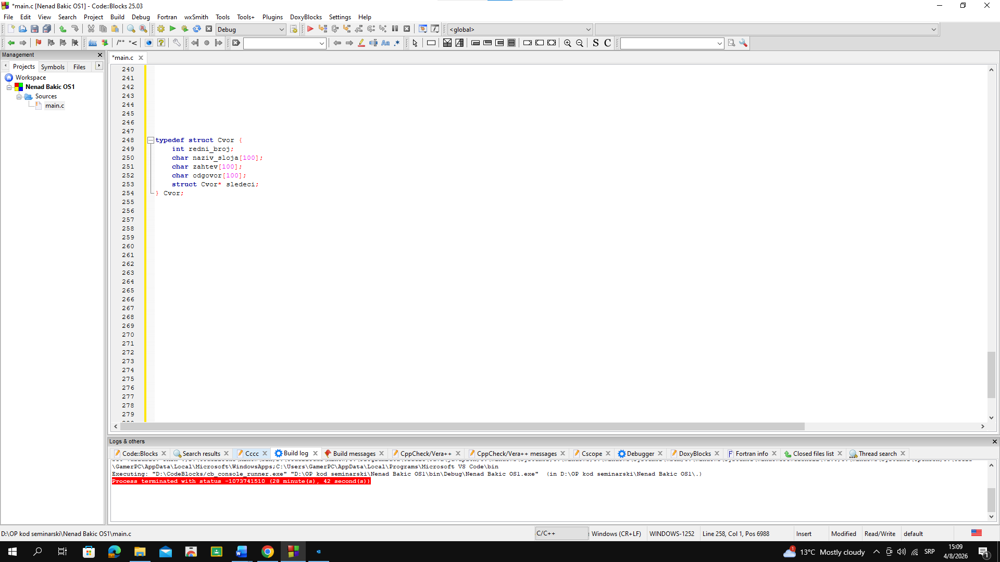 *main.c [Nenad Bakic OS1] - Code::Blocks 25.03
File Edit View Search Project Build Debug Fortran wxSmith Tools Tools+ Plugins DoxyBlocks Settings Help
Debug
<global>
/** *<
Aa .*
S C
Management
*main.c
Projects Symbols Files
Workspace
Nenad Bakic OS1
Sources
main.c
240
241
242
243
244
245
246
247
248 typedef struct Cvor {
249 int redni_broj;
250 char naziv_sloja[100];
251 char zahtev[100];
252 char odgovor[100];
253 struct Cvor* sledeci;
254 } Cvor;
255
256
257
258
259
260
261
262
263
264
265
266
267
268
269
270
271
272
273
274
275
276
277
278
279
Logs & others
Code::Blocks Search results Cccc Build log Build messages CppCheck/Vera++ CppCheck/Vera++ messages Cscope Debugger DoxyBlocks Fortran info Closed files list Thread search
\GamerPC\AppData\Local\Microsoft\WindowsApps;C:\Users\GamerPC\AppData\Local\Programs\Microsoft VS Code\bin
Executing: "D:\CodeBlocks/cb_console_runner.exe" "D:\OP kod seminarski\Nenad Bakic OS1\bin\Debug\Nenad Bakic OS1.exe" (in D:\OP kod seminarski\Nenad Bakic OS1\.)
Process terminated with status -1073741510 (28 minute(s), 42 second(s))
D:\OP kod seminarski\Nenad Bakic OS1\main.c C/C++ Windows (CR+LF) WINDOWS-1252 Line 258, Col 1, Pos 6988 Insert Modified Read/Write default
1 13°C Mostly cloudy SRP 15:09
4/8/2026 1